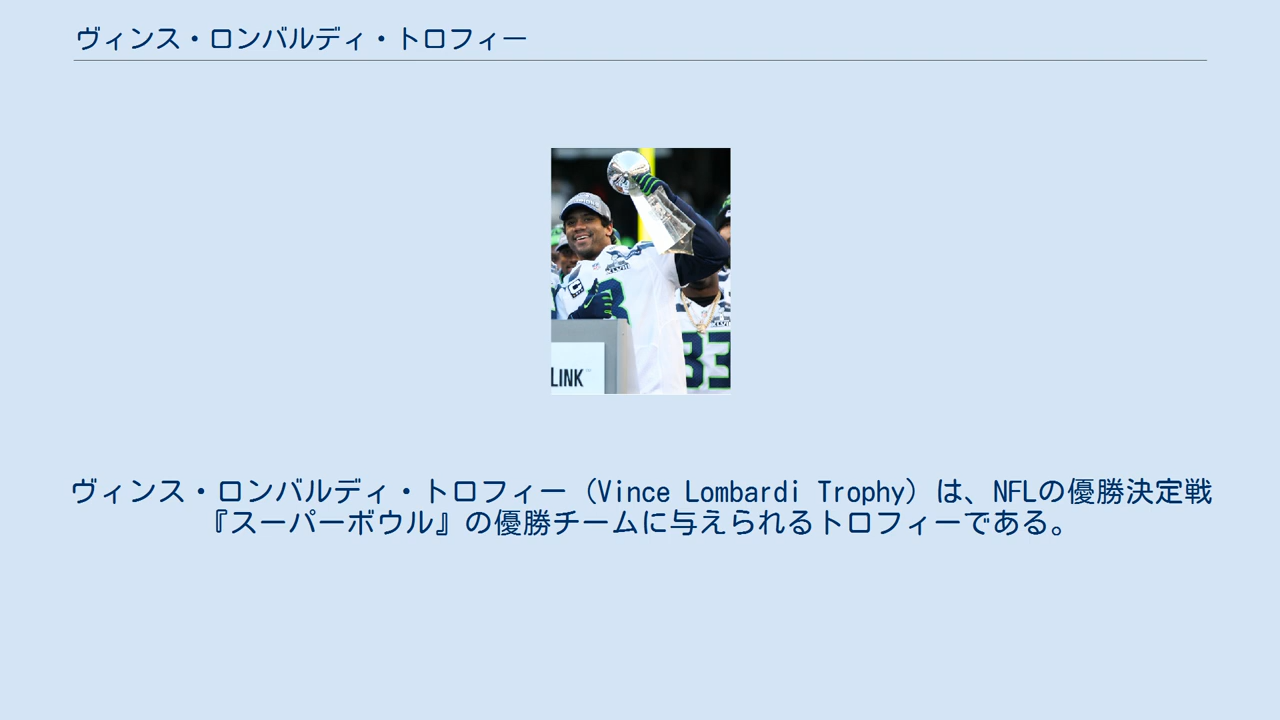 ヴィンス・ロンバルディ・トロフィー
LINK
33
ヴィンス・ロンバルディ・トロフィー（Vince Lombardi Trophy）は、NFLの優勝決定戦
『スーパーボウル』の優勝チームに与えられるトロフィーである。